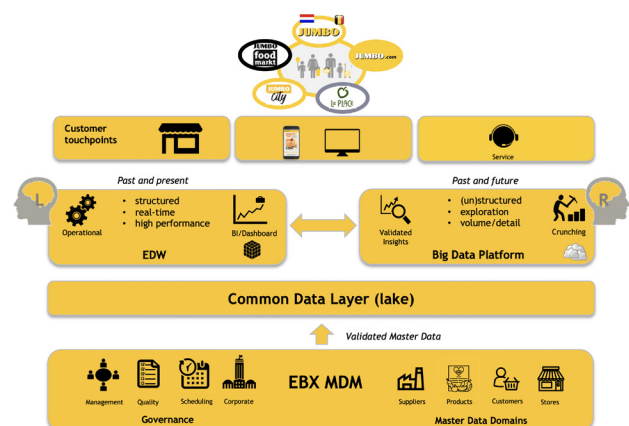 JUMBO
JUMBO
food
markt
JUMBO.com
JUMBO
City
La PLACE
Customer
touchpoints
Service
Past and present
Past and future
L
Operational
• structured
• real-time
• high performance
BI/Dashboard
EDW
Validated
Insights
• (un)structured
• exploration
• volume/detail
Crunching
R
Big Data Platform
Common Data Layer (lake)
Validated Master Data
Management
Quality
Scheduling
Corporate
EBX MDM
Suppliers
Products
Customers
Stores
Governance
Master Data Domains